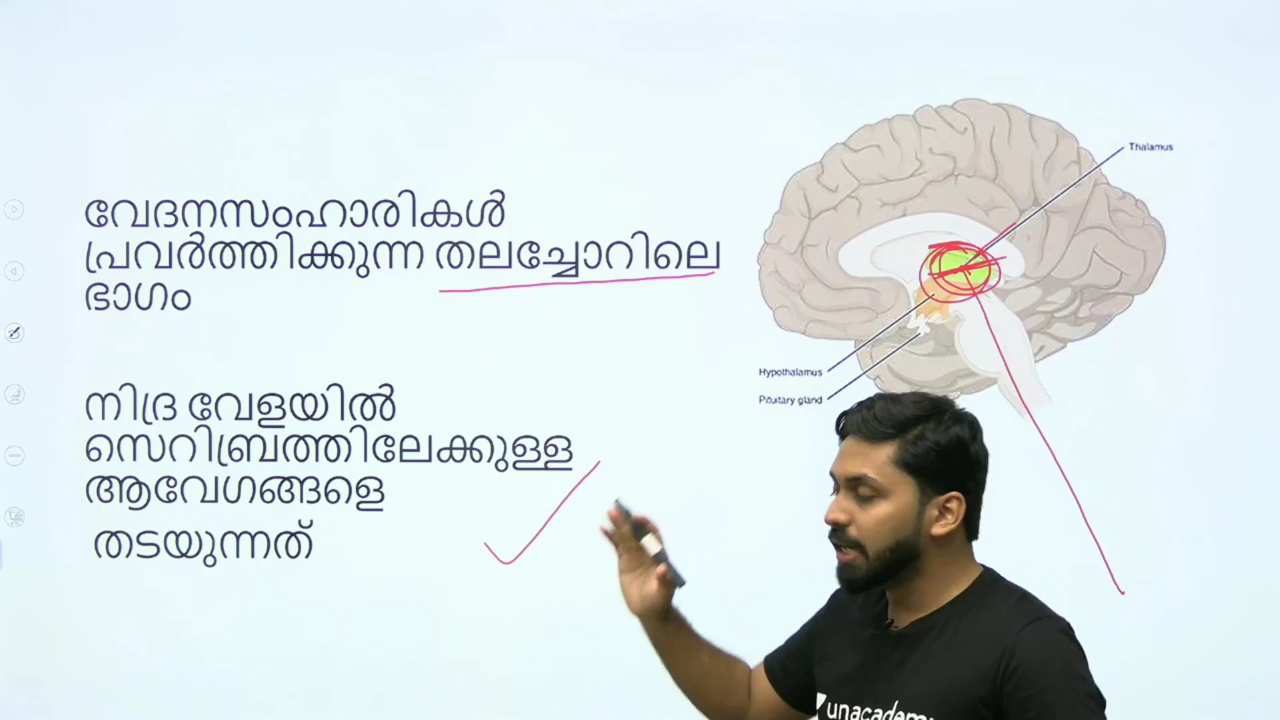 വേദനസംഹാരികൾ
പ്രവർത്തിക്കുന്ന തലച്ചോറിലെ
ഭാഗം
നിദ്ര വേളയിൽ
സെറിബ്രത്തിലേക്കുള്ള
ആവേഗങ്ങളെ
തടയുന്നത്
Thalamus
Hypothalamus
Pituitary gland
unacademy